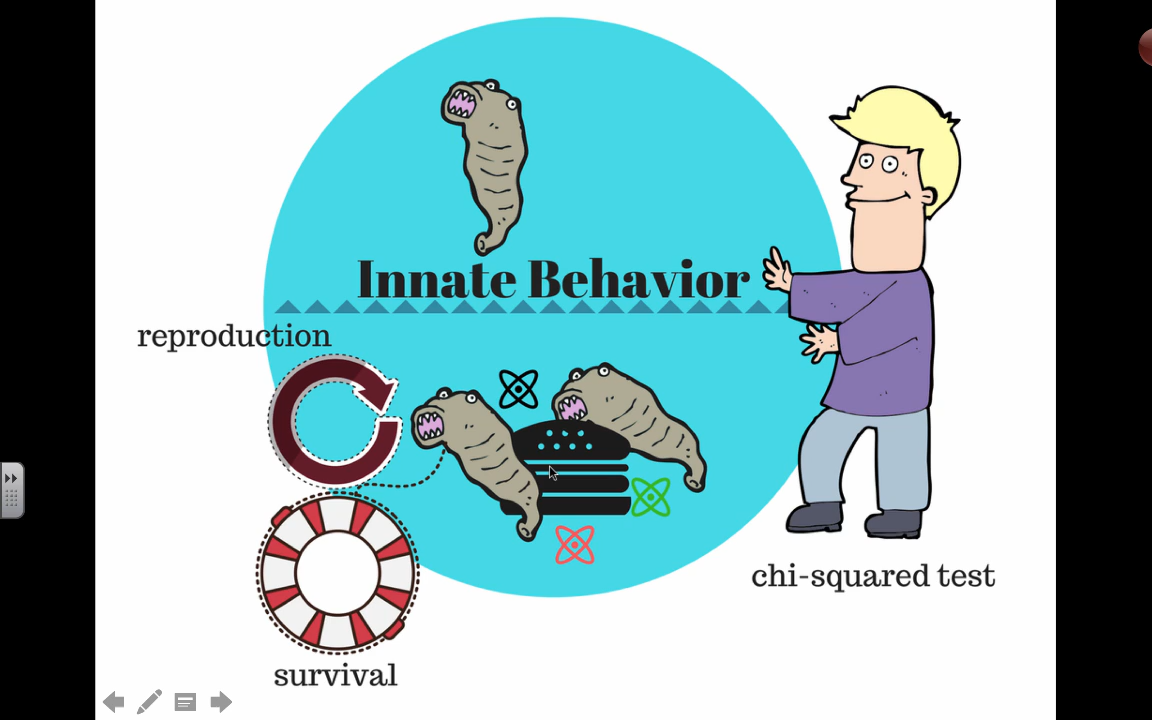 Innate Behavior
reproduction
chi-squared test
survival